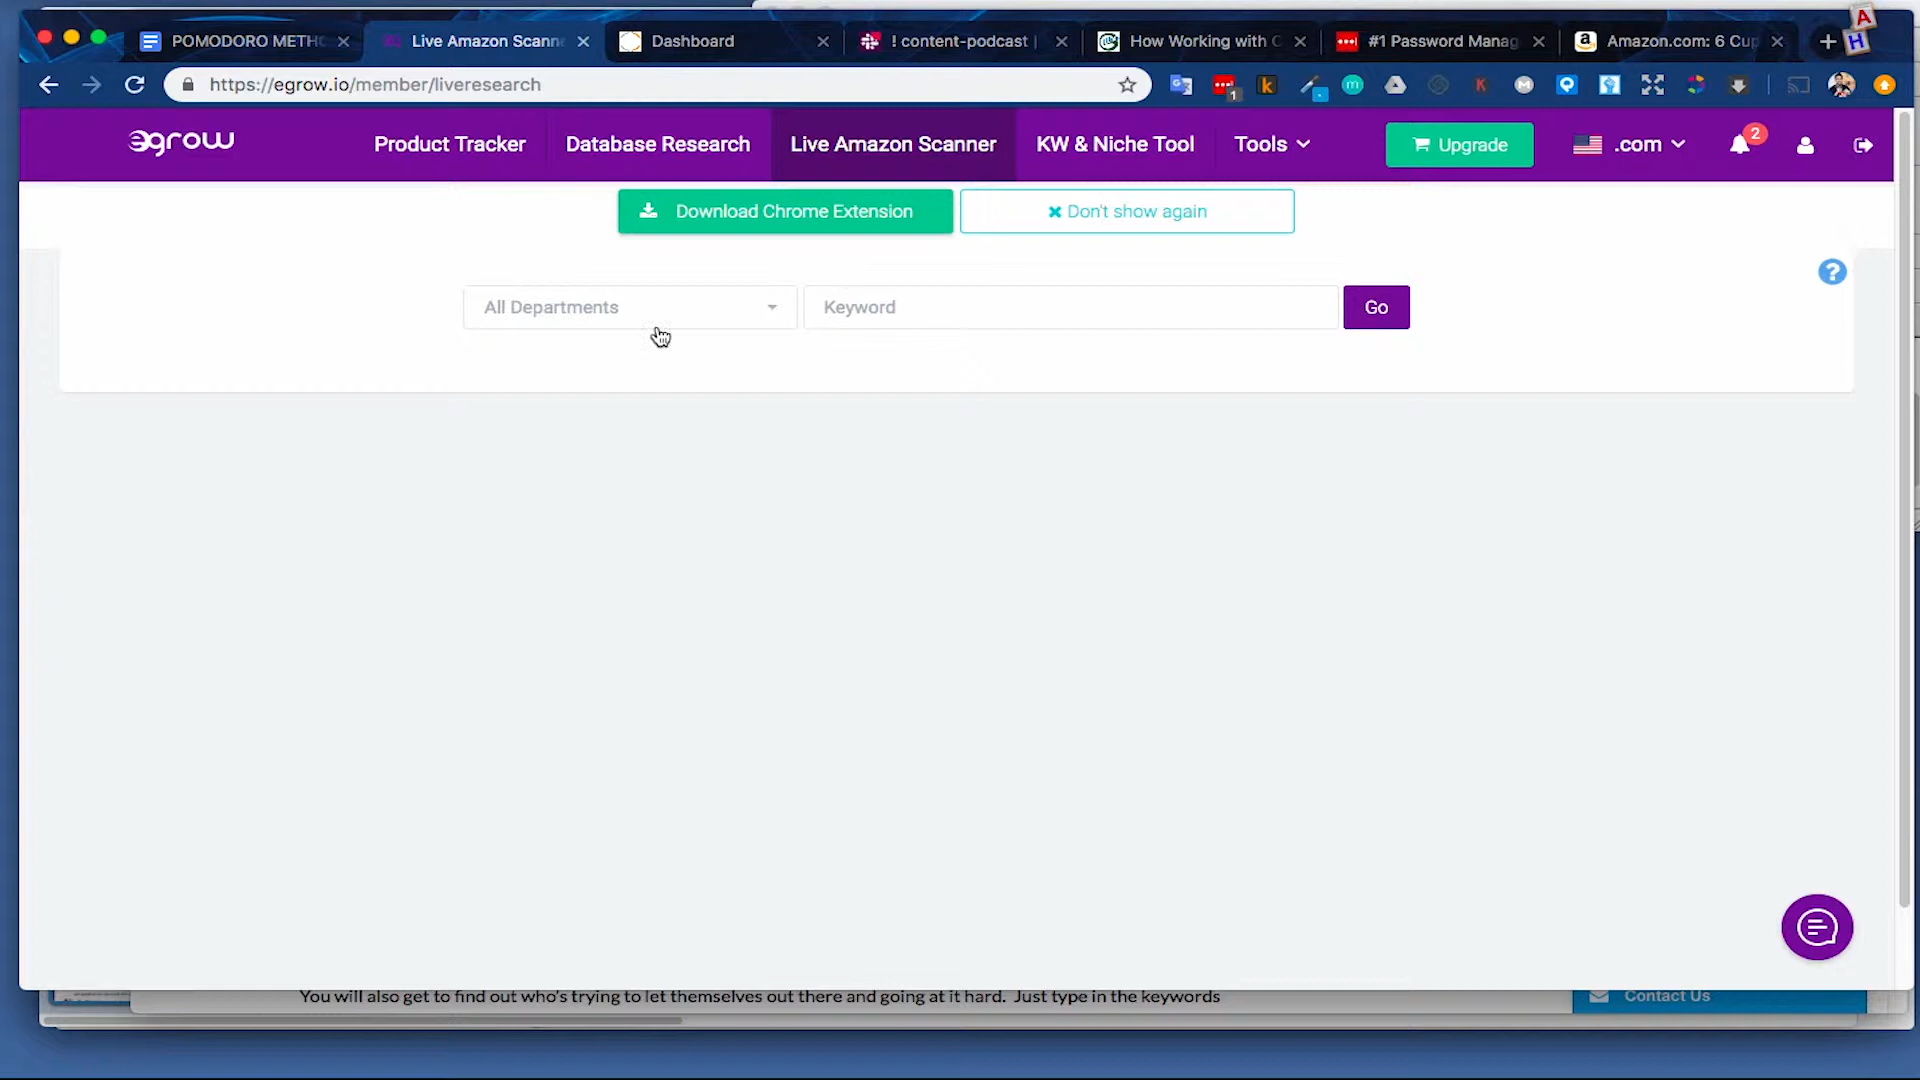 POMODORO METH
Live Amazon Scann
Dashboard
! content-podcast |
How Working with C
#1 Password Manag
Amazon.com: 6 Cup
A
H
https://egrow.io/member/liveresearch
1
egrow
Product Tracker
Database Research
Live Amazon Scanner
KW & Niche Tool
Tools
Upgrade
.com
2
Download Chrome Extension
Don't show again
?
All Departments
Keyword
Go
You will also get to find out who's trying to let themselves out there and going at it hard. Just type in the keywords
Contact Us